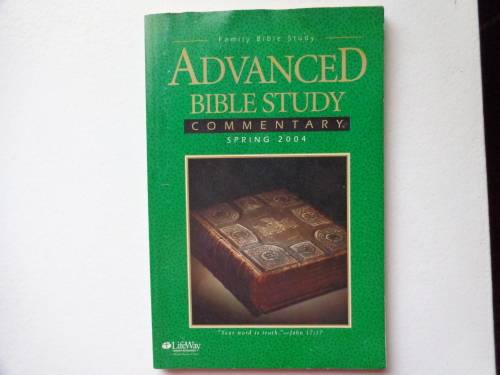 Family Bible Study
ADVANCED
BIBLE STUDY
COMMENTARY
SPRING 2004
"Your word is truth."—John 17:17
LifeWay